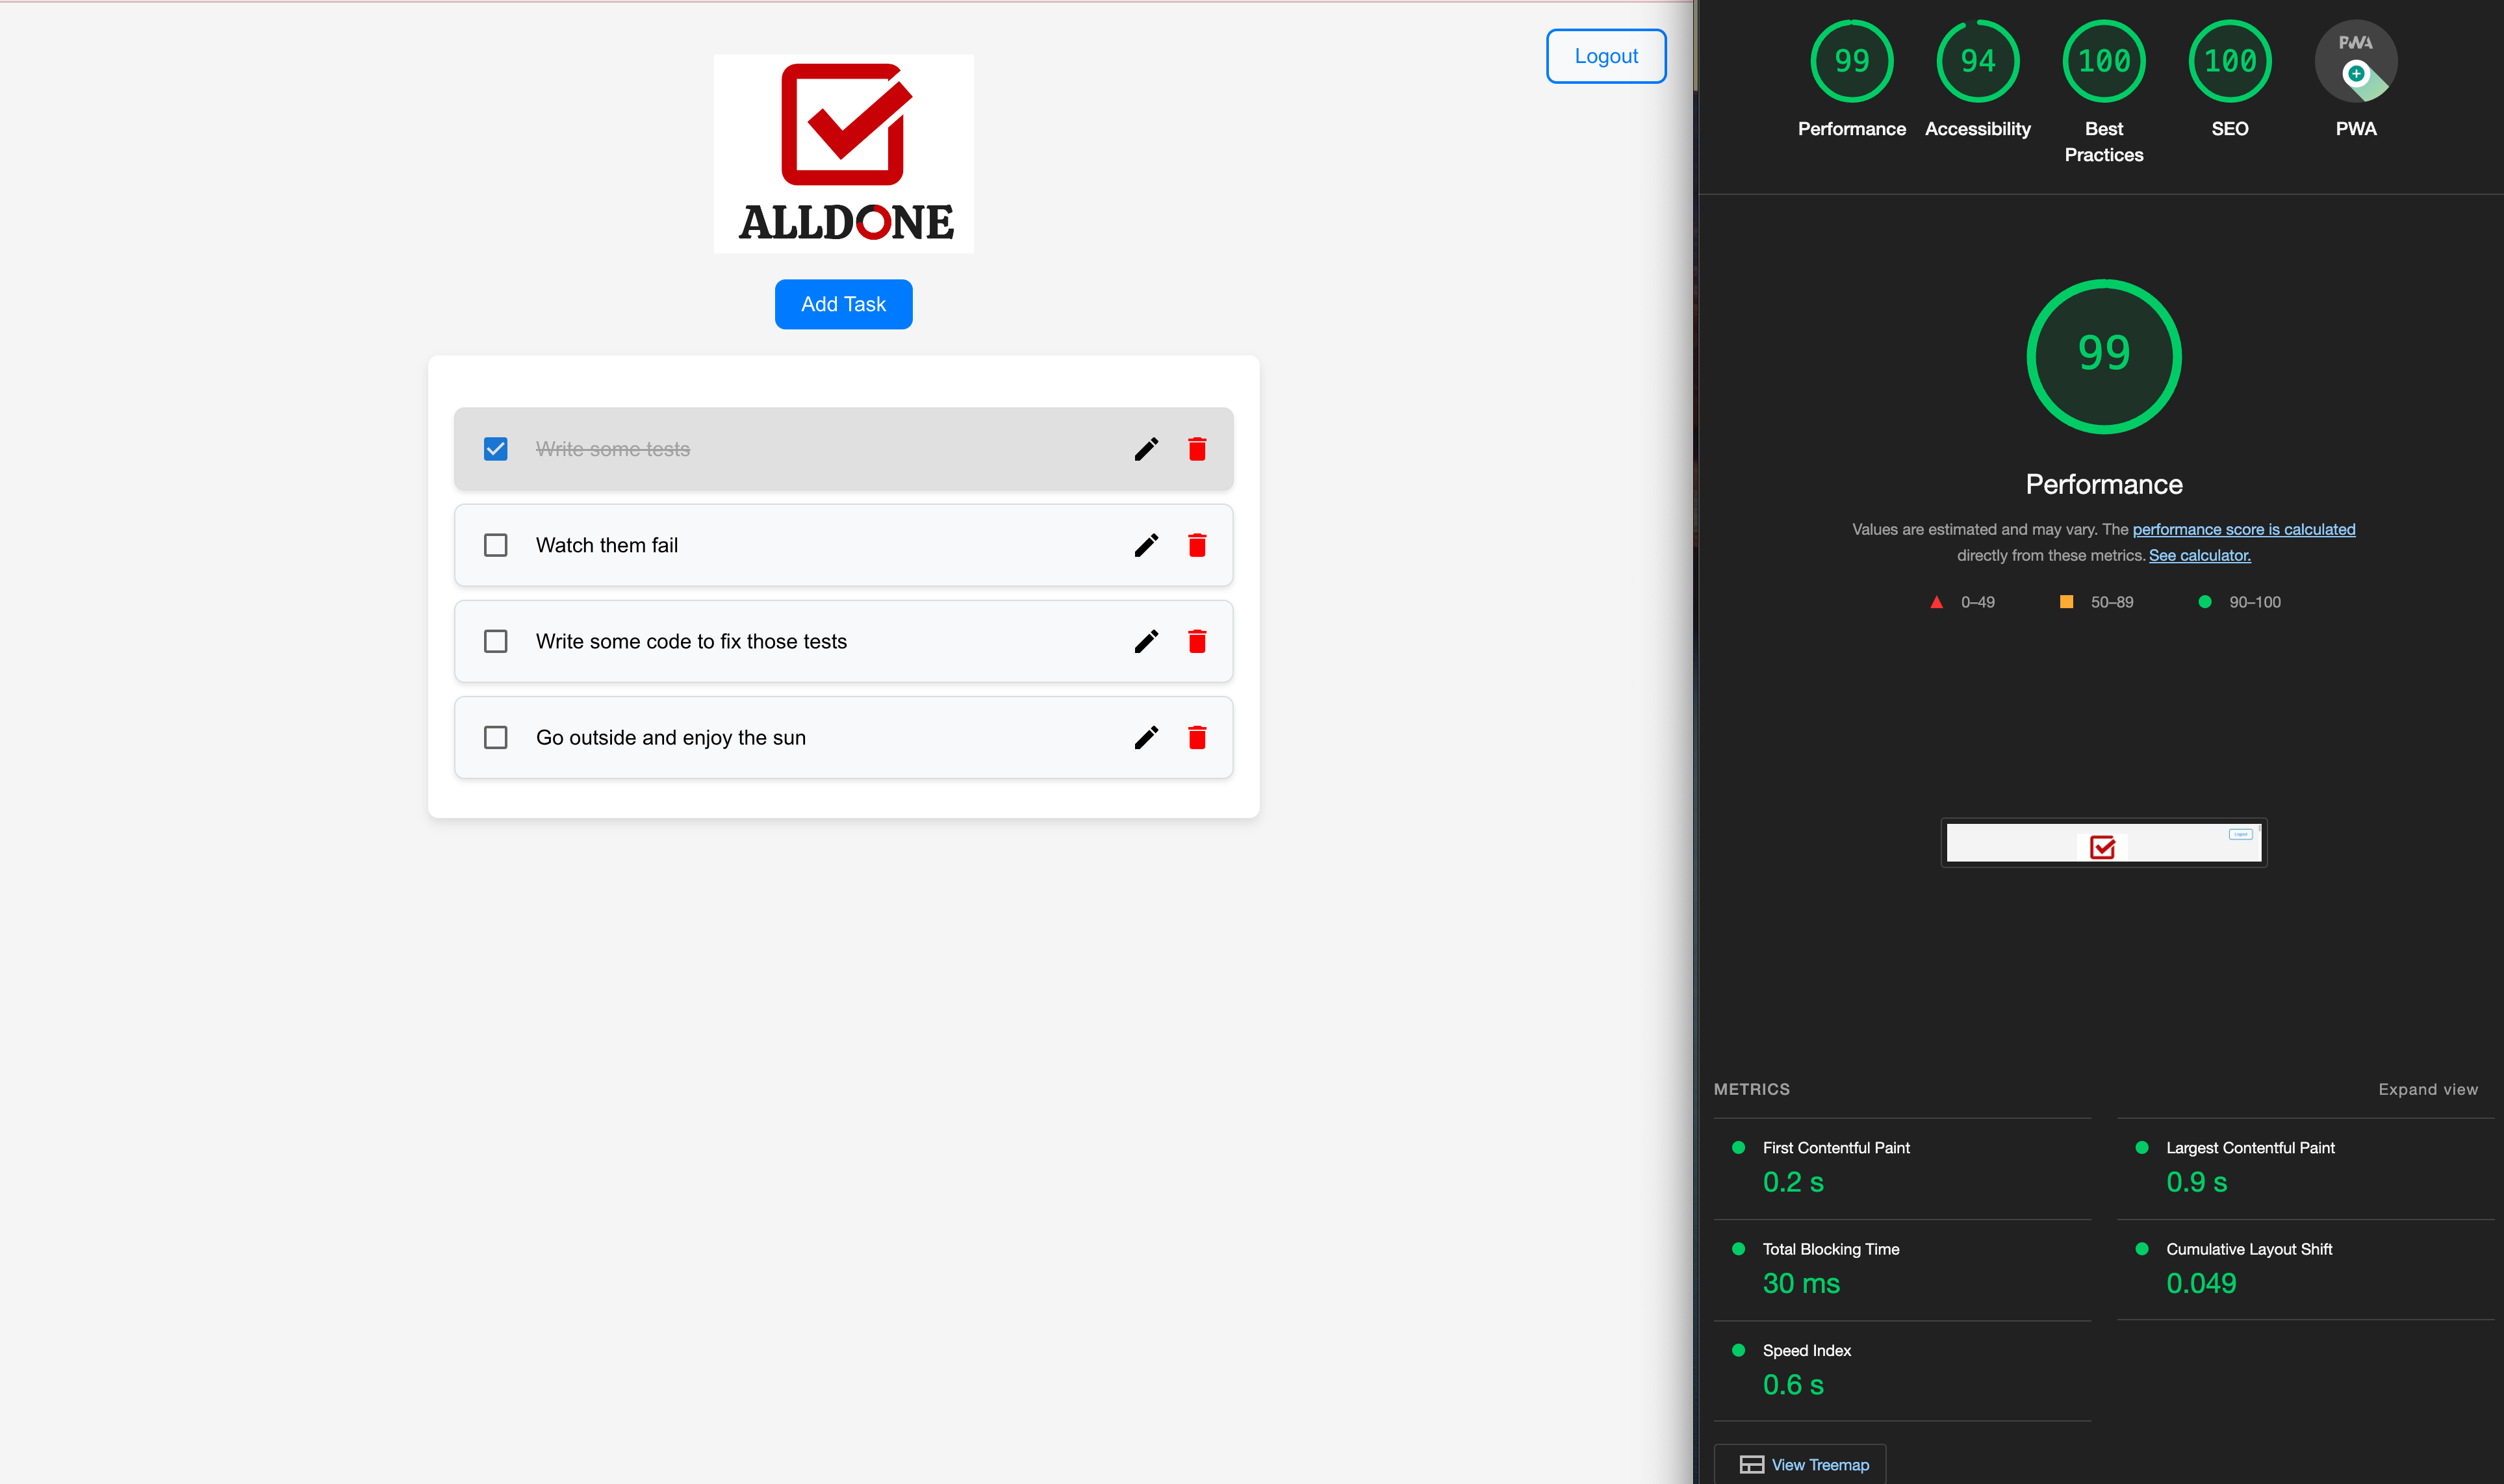 Logout
ALLDONE
Add Task
Write some tests
Watch them fail
Write some code to fix those tests
Go outside and enjoy the sun
99
94
100
100
PWA
Performance
Accessibility
Best
Practices
SEO
PWA
99
Performance
Values are estimated and may vary. The performance score is calculated
directly from these metrics. See calculator.
0–49
50–89
90–100
Logout
METRICS
Expand view
First Contentful Paint
0.2 s
Largest Contentful Paint
0.9 s
Total Blocking Time
30 ms
Cumulative Layout Shift
0.049
Speed Index
0.6 s
View Treemap